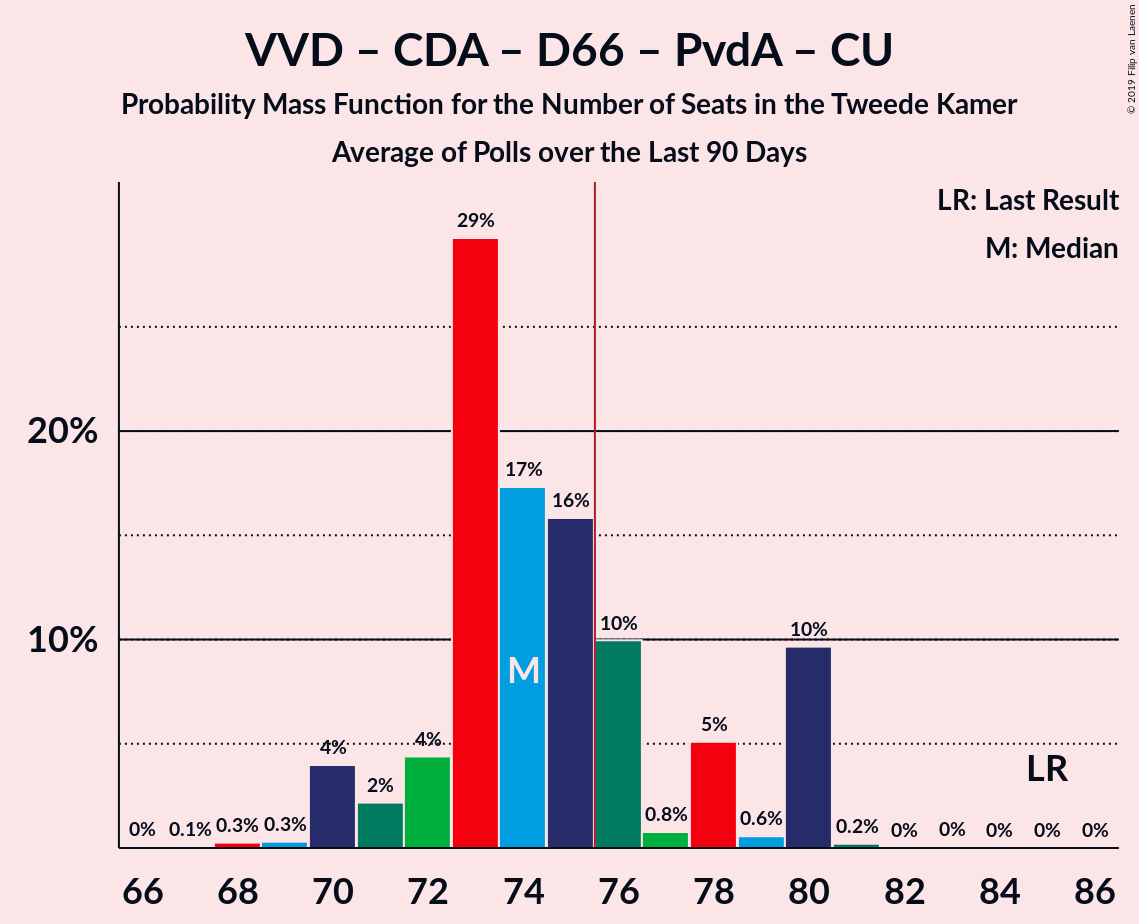 VVD – CDA – D66 – PvdA – CU
Probability Mass Function for the Number of Seats in the Tweede Kamer
Average of Polls over the Last 90 Days
© 2019 Filip van Laenen
LR: Last Result
M: Median
29%
20%
17%
16%
10%
10%
10%
M
5%
4%
4%
2%
LR
0%
0.1%
0.3%
0.3%
0.8%
0.6%
0.2%
0%
0%
0%
0%
0%
66 68 70 72 74 76 78 80 82 84 86